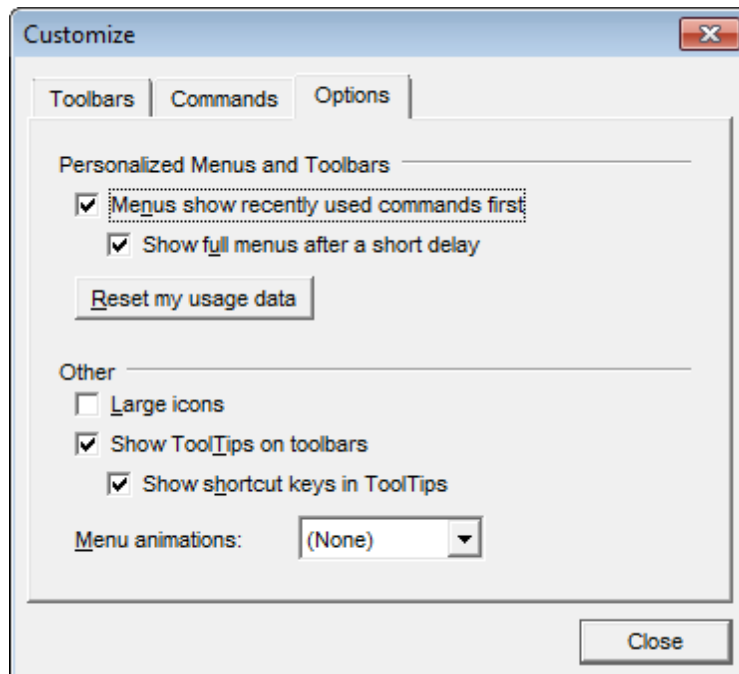 Customize
Toolbars Commands Options
Personalized Menus and Toolbars
Menus show recently used commands first
Show full menus after a short delay
Reset my usage data
Other
Large icons
Show ToolTips on toolbars
Show shortcut keys in ToolTips
Menu animations: (None)
Close